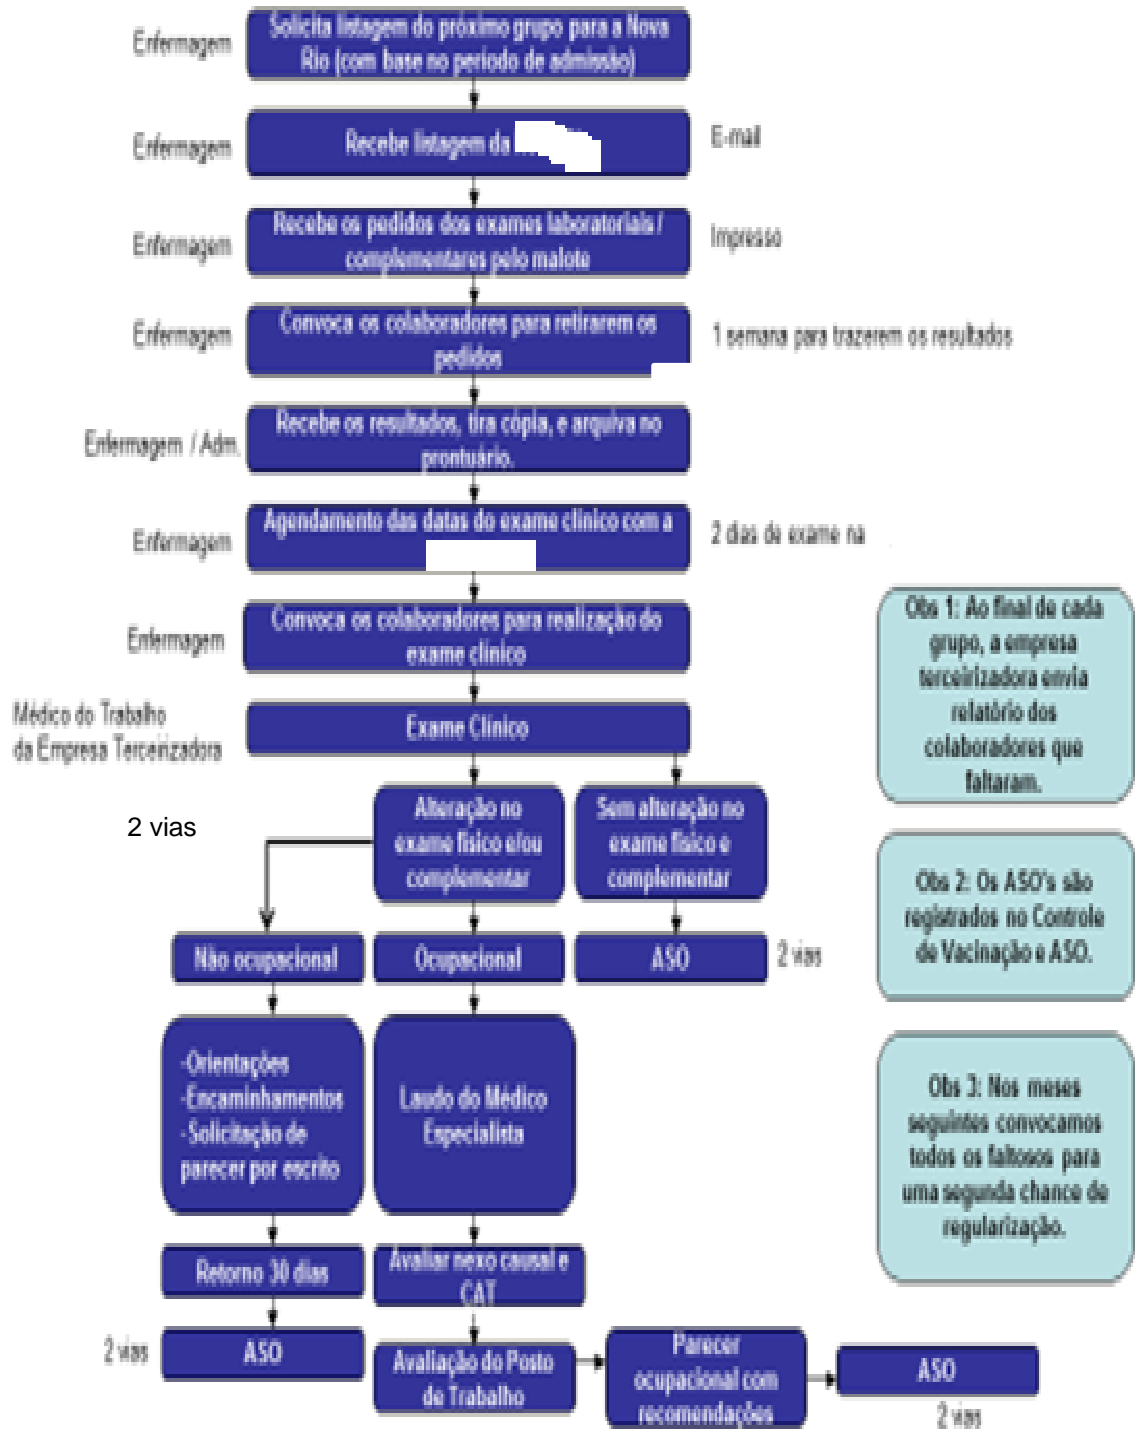 Enfermagem
Solicita listagem do próximo grupo para a Nova
Rio (com base no período de admissão)
Enfermagem
Recebe listagem da
E-mail
Enfermagem
Recebe os pedidos dos exames laboratoriais /
complementares pelo malote
Impresso
Enfermagem
Convoca os colaboradores para retirarem os
pedidos
1 semana para trazerem os resultados
Enfermagem / Adm.
Recebe os resultados, tira cópia, e arquiva no
prontuário.
Enfermagem
Agendamento das datas do exame clínico com a
2 dias de exame na
Enfermagem
Convoca os colaboradores para realização do
exame clínico
Médico do Trabalho
da Empresa Terceirizadora
Exame Clínico
2 vias
Alteração no
exame físico e/ou
complementar
Sem alteração no
exame físico e
complementar
Não ocupacional
Ocupacional
ASO
2 vias
-Orientações
-Encaminhamentos
-Solicitação de
parecer por escrito
Laudo do Médico
Especialista
Retorno 30 dias
Avaliar nexo causal e
CAT
2 vias
ASO
Avaliação do Posto
de Trabalho
Parecer
ocupacional com
recomendações
ASO
2 vias
Obs 1: Ao final de cada
grupo, a empresa
terceirizadora envia
relatório dos
colaboradores que
faltaram.
Obs 2: Os ASO's são
registrados no Controle
de Vacinação e ASO.
Obs 3: Nos meses
seguintes convocamos
todos os faltosos para
uma segunda chance de
regularização.